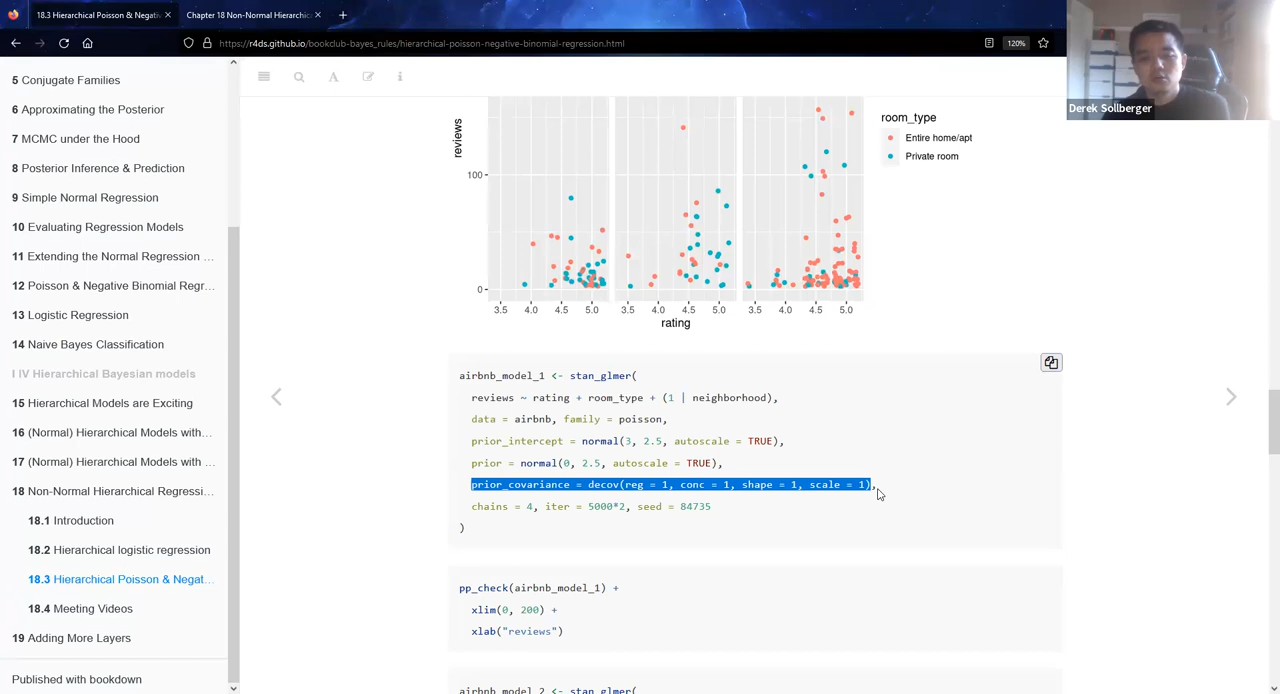 18.3 Hierarchical Poisson & Negati
Chapter 18 Non-Normal Hierarchic
https://r4ds.github.io/bookclub-bayes_rules/hierarchical-poisson-negative-binomial-regression.html
120%
Derek Sollberger
5 Conjugate Families
6 Approximating the Posterior
7 MCMC under the Hood
8 Posterior Inference & Prediction
9 Simple Normal Regression
10 Evaluating Regression Models
11 Extending the Normal Regression ...
12 Poisson & Negative Binomial Regr...
13 Logistic Regression
14 Naive Bayes Classification
I IV Hierarchical Bayesian models
15 Hierarchical Models are Exciting
16 (Normal) Hierarchical Models with...
17 (Normal) Hierarchical Models with ...
18 Non-Normal Hierarchical Regressi...
18.1 Introduction
18.2 Hierarchical logistic regression
18.3 Hierarchical Poisson & Negat...
18.4 Meeting Videos
19 Adding More Layers
Published with bookdown
reviews
100
0
3.5 4.0 4.5 5.0 3.5 4.0 4.5 5.0 3.5 4.0 4.5 5.0
rating
room_type
Entire home/apt
Private room
airbnb_model_1 <- stan_glmer(
reviews ~ rating + room_type + (1 | neighborhood),
data = airbnb, family = poisson,
prior_intercept = normal(3, 2.5, autoscale = TRUE),
prior = normal(0, 2.5, autoscale = TRUE),
prior_covariance = decov(reg = 1, conc = 1, shape = 1, scale = 1),
chains = 4, iter = 5000*2, seed = 84735
)
pp_check(airbnb_model_1) +
xlim(0, 200) +
xlab("reviews")
airbnb_model_2 <- stan_glmer(